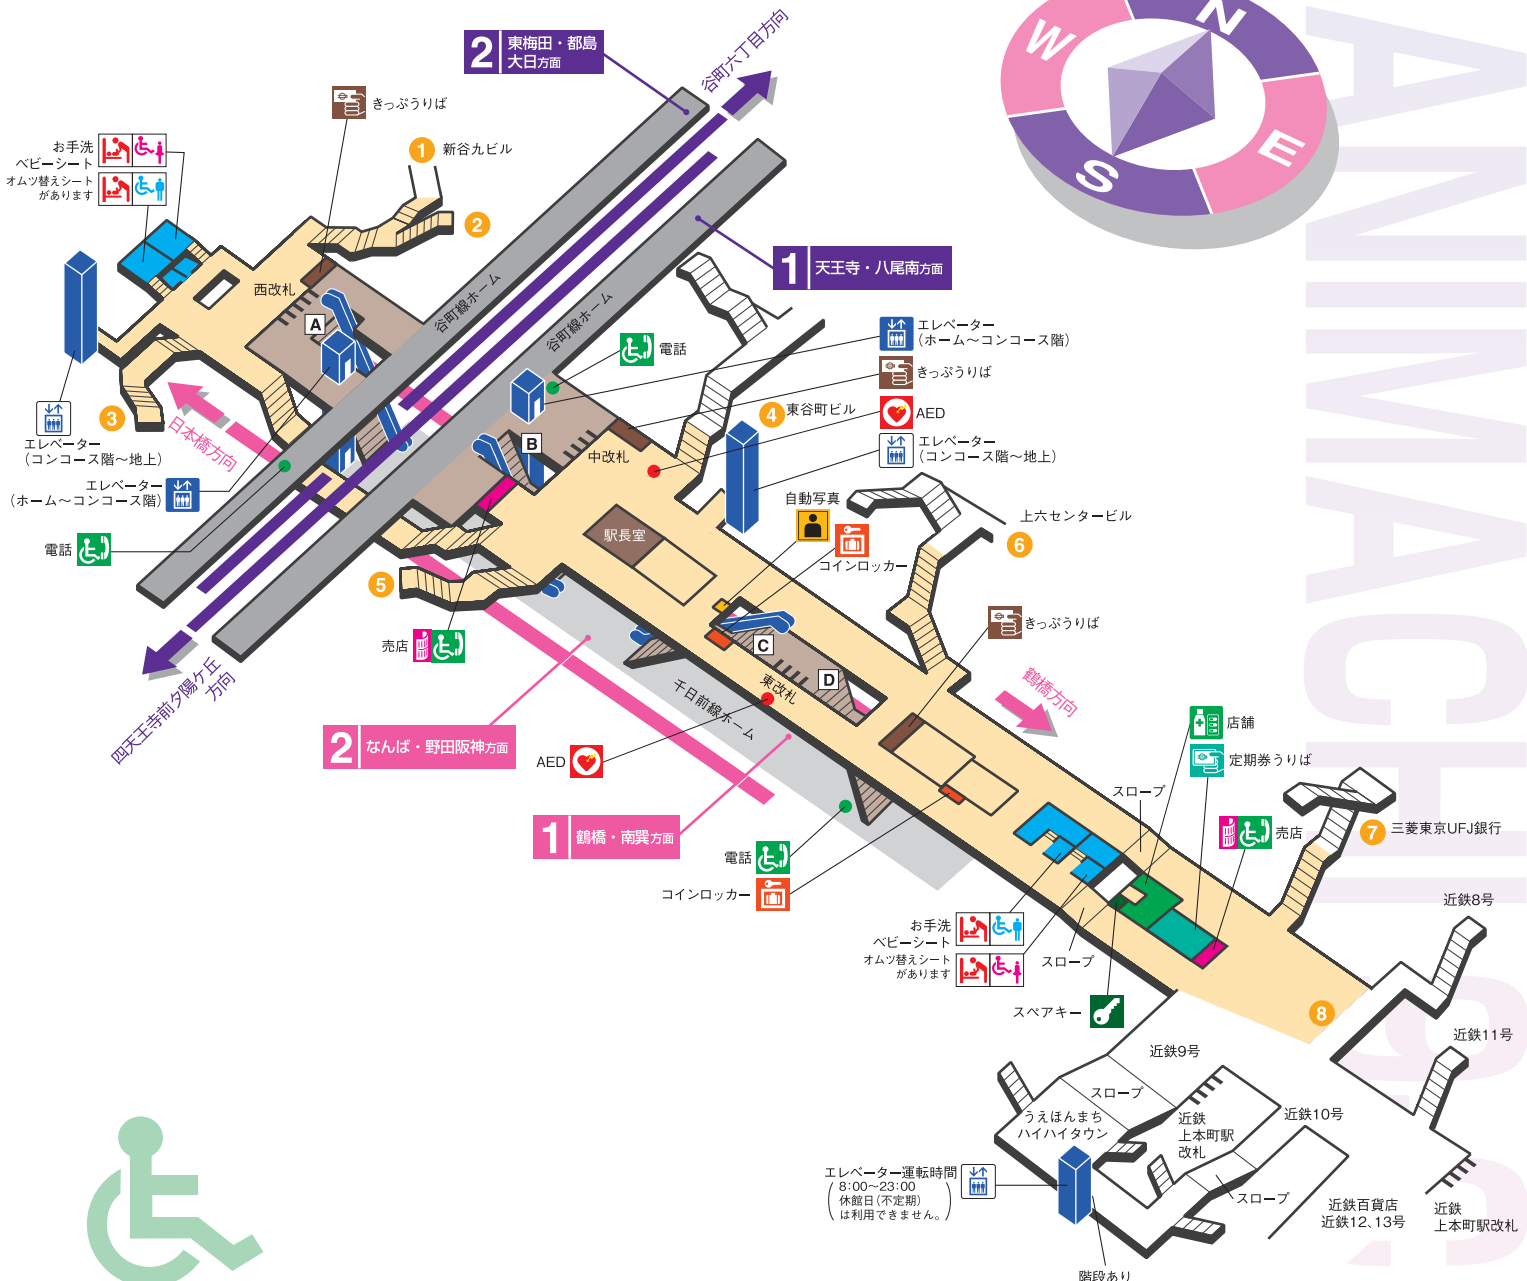 2 東梅田・都島
大日方面
谷町六丁目方向
N
W
E
S
きっぷうりば
1 新谷九ビル
お手洗
ベビーシート
オムツ替えシート
があります
2
1 天王寺・八尾南方面
西改札
A
谷町線ホーム
谷町線ホーム
電話
エレベーター
(ホーム〜コンコース階)
きっぷうりば
AED
エレベーター
(コンコース階〜地上)
4 東谷町ビル
3
日本橋方向
エレベーター
(コンコース階〜地上)
エレベーター
(ホーム〜コンコース階)
電話
B
中改札
自動写真
コインロッカー
上六センタービル
6
駅長室
5
売店
四天王寺前夕陽ケ丘
方向
きっぷうりば
C
D
東改札
千日前線ホーム
鶴橋方向
2 なんば・野田阪神方面
AED
1 鶴橋・南巽方面
電話
コインロッカー
店舗
定期券うりば
スロープ
売店
7 三菱東京UFJ銀行
お手洗
ベビーシート
オムツ替えシート
があります
スロープ
スペアキー
近鉄8号
8
近鉄11号
近鉄9号
スロープ
うえほんまち
ハイハイタウン
近鉄
上本町駅
改札
近鉄10号
エレベーター運転時間
8:00〜23:00
休館日(不定期)
は利用できません。
スロープ
近鉄百貨店
近鉄12、13号
近鉄
上本町駅改札
階段あり